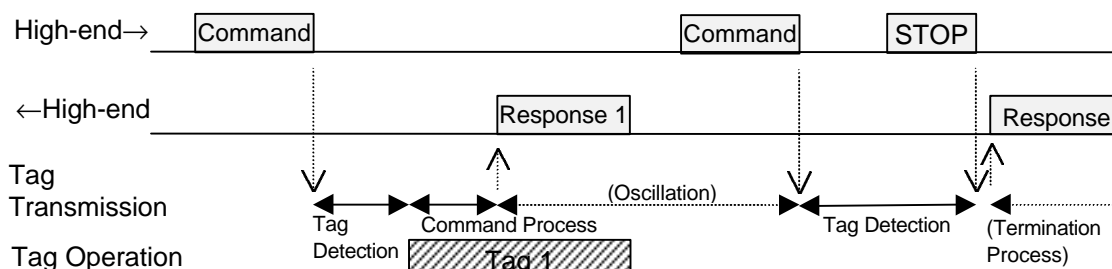 High-end→ Command Command STOP
←High-end Response 1 Response
Tag
Transmission
(Oscillation)
Tag
Detection
Command Process
Tag Detection
(Termination
Process)
Tag Operation
Tag 1